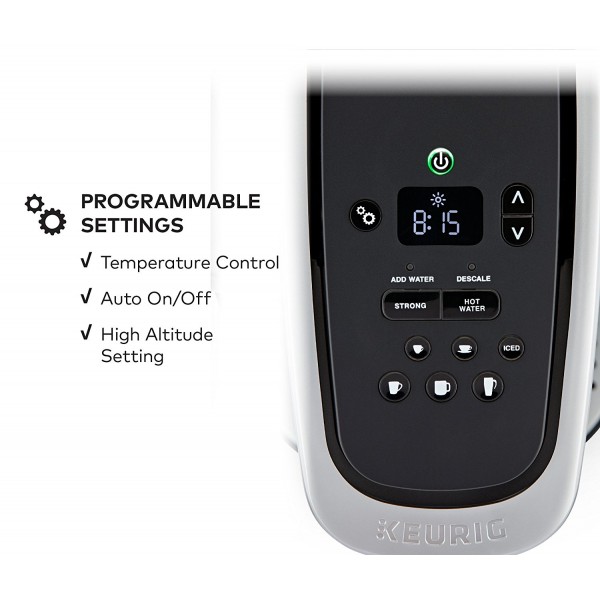 PROGRAMMABLE
SETTINGS
√ Temperature Control
√ Auto On/Off
√ High Altitude
Setting
8:15
ADD WATER
DESCALE
STRONG
HOT
WATER
ICED
KEURIG